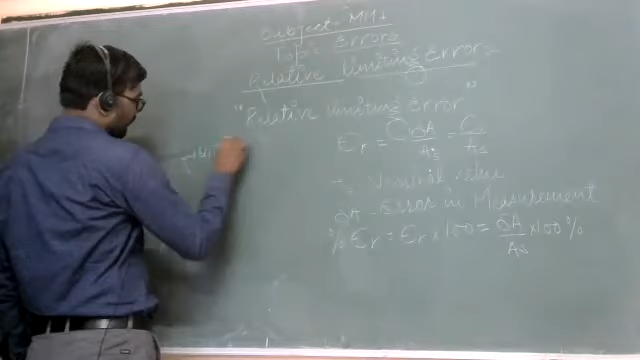 Subject - MMI
Topic Errors
Relative limiting Error -
"Relative limiting error"
Er = δA / As = / As
Nominal value
δA - Error in Measurement
% Er = Er × 100 = δA / As × 100 %